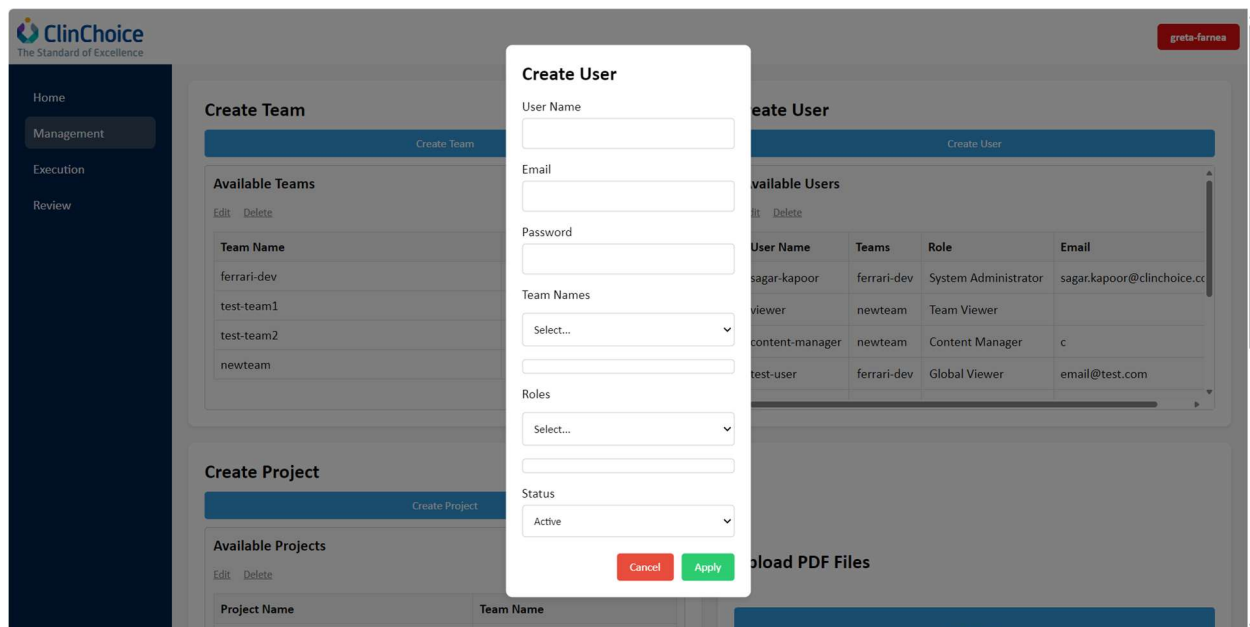 ClinChoice
The Standard of Excellence
greta-farnea
Home
Management
Execution
Review
Create Team
Create Team
Available Teams
Edit Delete
Team Name
ferrari-dev
test-team1
test-team2
newteam
Create User
User Name
Email
Password
Team Names
Select...
Roles
Select...
Status
Active
Cancel Apply
eate User
Create User
vailable Users
dit Delete
User Name Teams Role Email
sagar-kapoor ferrari-dev System Administrator sagar.kapoor@clinchoice.cc
viewer newteam Team Viewer
content-manager newteam Content Manager c
test-user ferrari-dev Global Viewer email@test.com
Create Project
Create Project
Available Projects
Edit Delete
Project Name Team Name
pload PDF Files